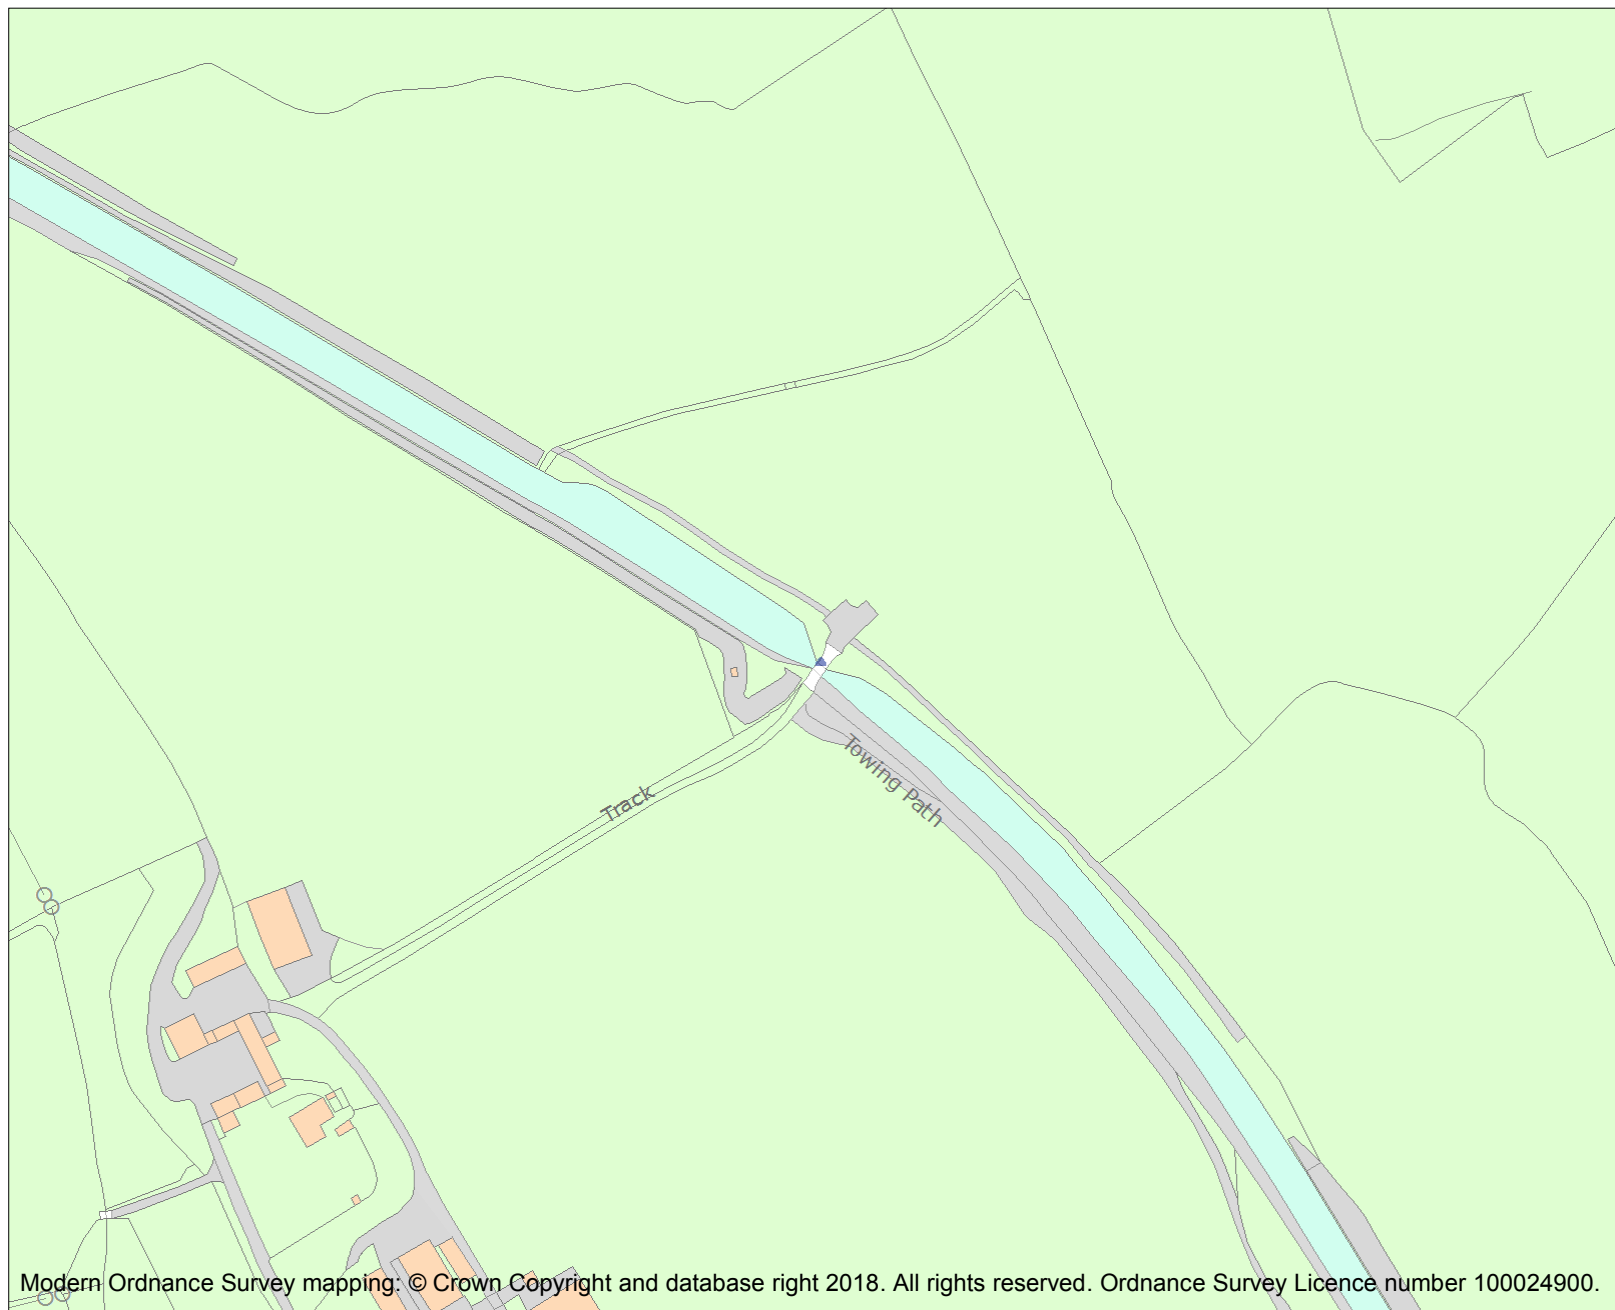 Towing Path
Track
Modern Ordnance Survey mapping: © Crown Copyright and database right 2018. All rights reserved. Ordnance Survey Licence number 100024900.